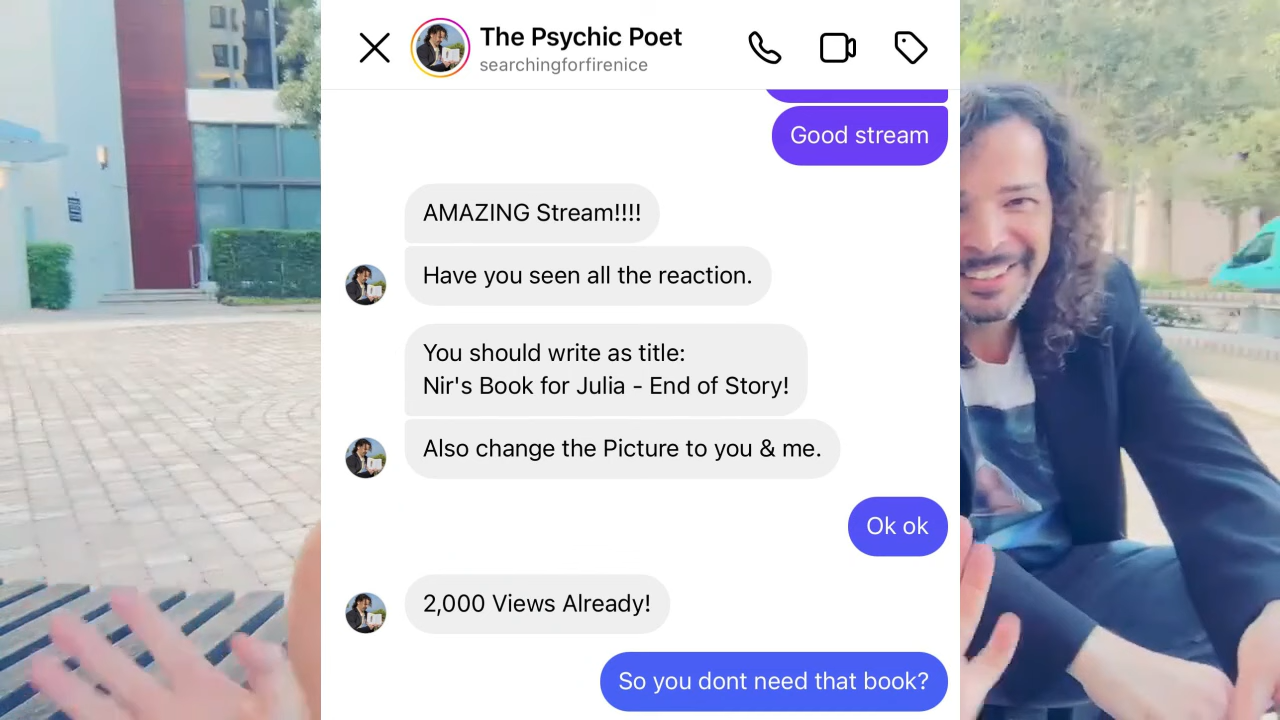 The Psychic Poet
searchingforfirenice
Good stream
AMAZING Stream!!!!
Have you seen all the reaction.
You should write as title:
Nir's Book for Julia - End of Story!
Also change the Picture to you & me.
Ok ok
2,000 Views Already!
So you dont need that book?